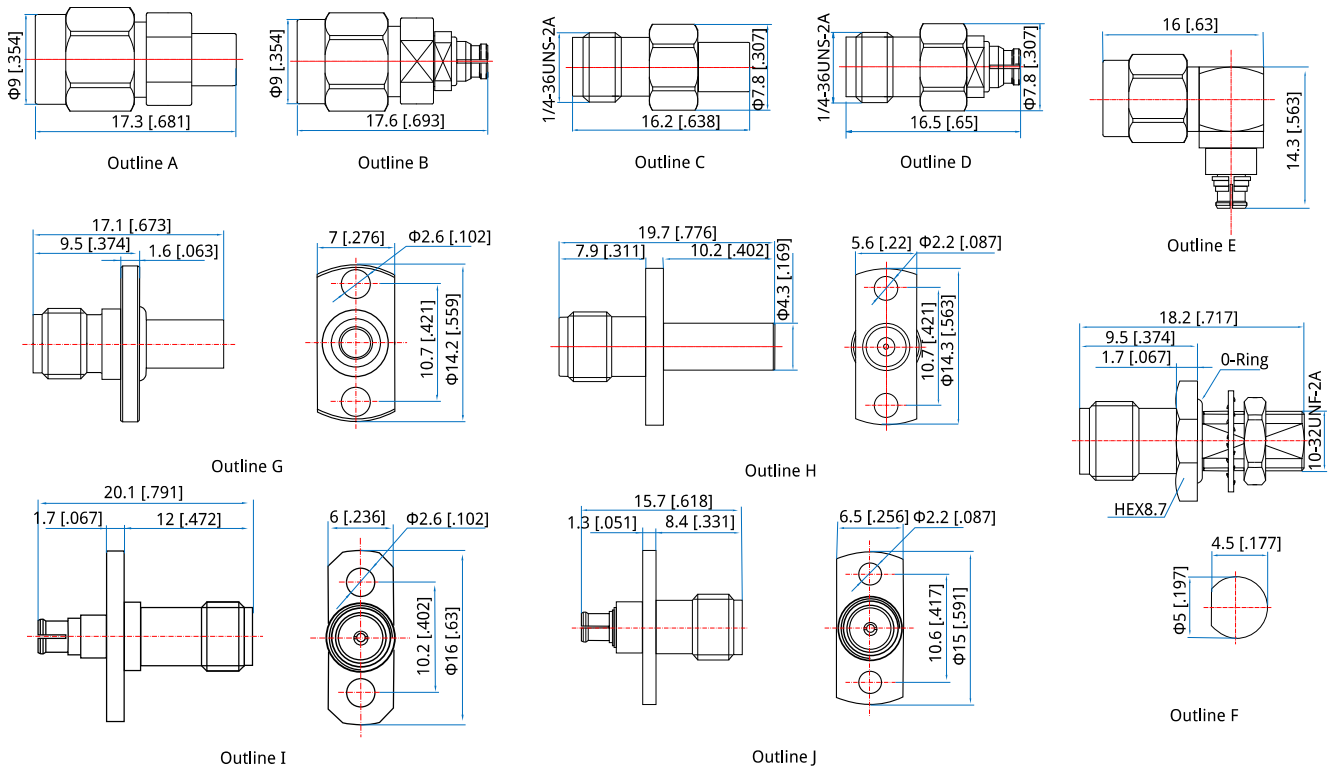 Φ9 [.354]
17.3 [.681]
Outline A
Φ9 [.354]
17.6 [.693]
Outline B
1/4-36UNS-2A
Φ7.8 [.307]
16.2 [.638]
Outline C
1/4-36UNS-2A
Φ7.8 [.307]
16.5 [.65]
Outline D
16 [.63]
14.3 [.563]
Outline E
17.1 [.673]
9.5 [.374]
1.6 [.063]
7 [.276]
Φ2.6 [.102]
10.7 [.421]
Φ14.2 [.559]
Outline G
19.7 [.776]
7.9 [.311]
10.2 [.402]
Φ4.3 [.169]
5.6 [.22]
Φ2.2 [.087]
10.7 [.421]
Φ14.3 [.563]
Outline H
18.2 [.717]
9.5 [.374]
1.7 [.067]
0-Ring
10-32UNF-2A
HEX8.7
4.5 [.177]
Φ5 [.197]
Outline F
20.1 [.791]
1.7 [.067]
12 [.472]
6 [.236]
Φ2.6 [.102]
10.2 [.402]
Φ16 [.63]
Outline I
15.7 [.618]
1.3 [.051]
8.4 [.331]
6.5 [.256]
Φ2.2 [.087]
10.6 [.417]
Φ15 [.591]
Outline J